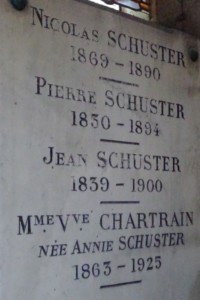 Nicolas SCHUSTER
1869 - 1890
Pierre SCHUSTER
1830 - 1894
Jean SCHUSTER
1839 - 1900
Mme Vve CHARTRAIN
NÉE ANNIE SCHUSTER
1863 - 1925